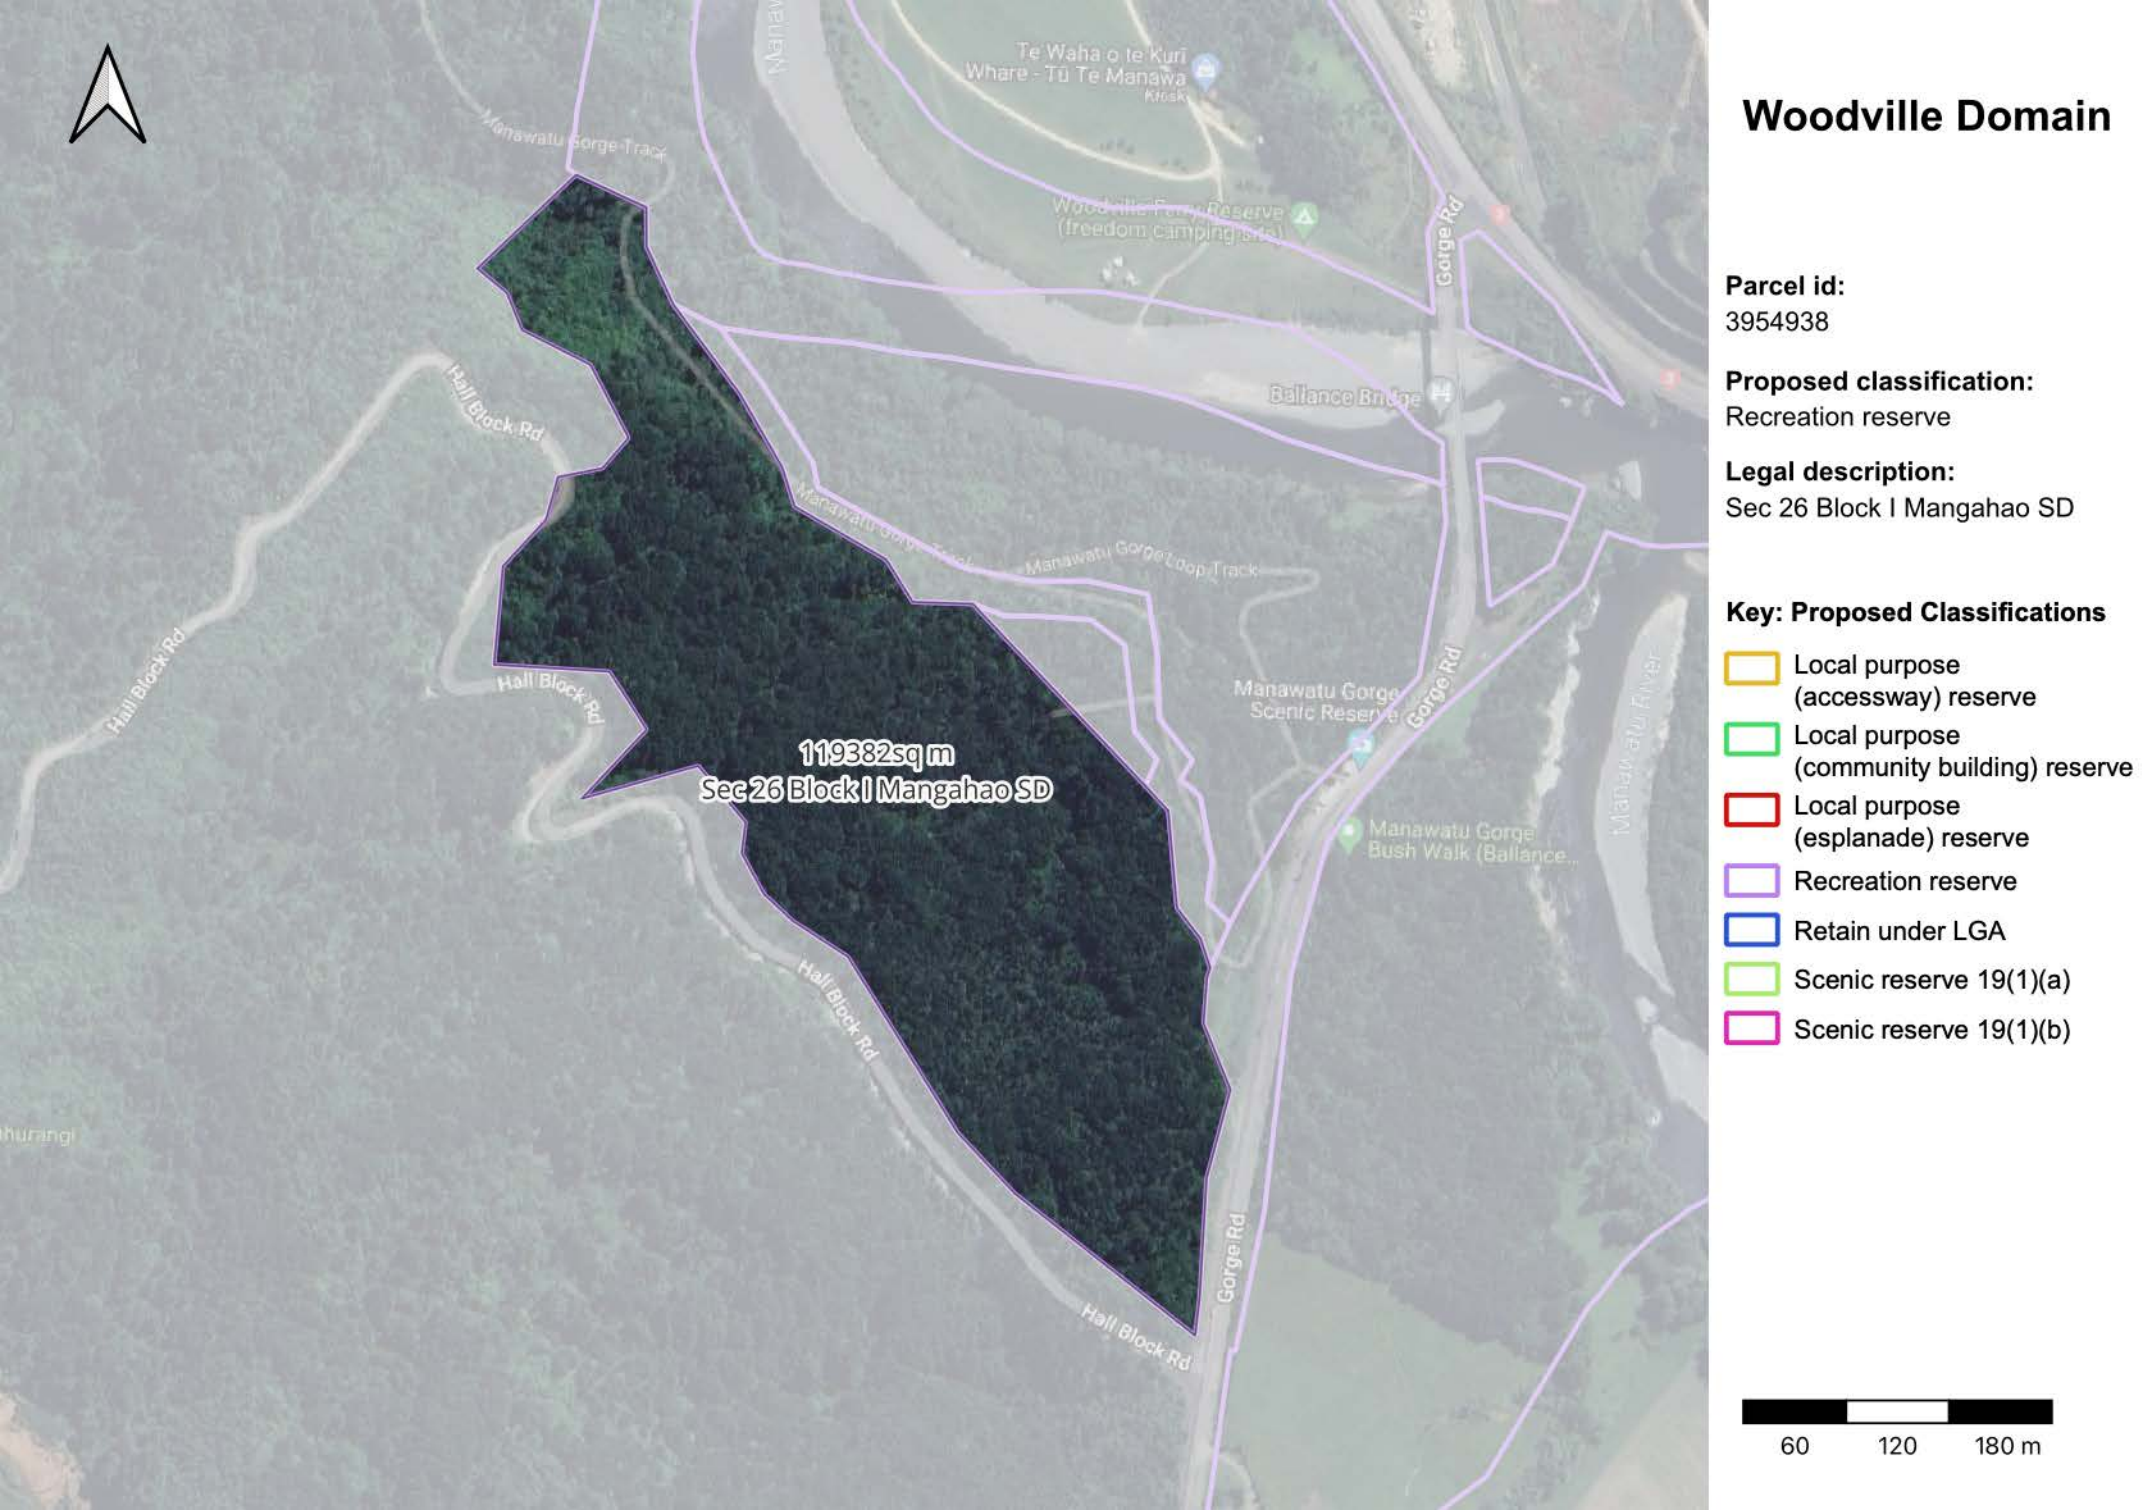 Manaw
Te Waha o te Kurī
Whare - Tū Te Manawa
Kiosk
Manawatu Gorge Track
Woodville Ferry Reserve
(freedom camping site)
Gorge Rd
3
3
Ballance Bridge
Hall Block Rd
Manawatu Gorge Track
Manawatu Gorge Loop Track
Hall Block Rd
Hall Block Rd
Manawatu Gorge
Scenic Reserve
Gorge Rd
Manawatu River
119382sq m
Sec 26 Block I Mangahao SD
Manawatu Gorge
Bush Walk (Ballance...
Hall Block Rd
hurangi
Gorge Rd
Hall Block Rd
Woodville Domain
Parcel id:
3954938
Proposed classification:
Recreation reserve
Legal description:
Sec 26 Block I Mangahao SD
Key: Proposed Classifications
Local purpose
(accessway) reserve
Local purpose
(community building) reserve
Local purpose
(esplanade) reserve
Recreation reserve
Retain under LGA
Scenic reserve 19(1)(a)
Scenic reserve 19(1)(b)
60 120 180 m